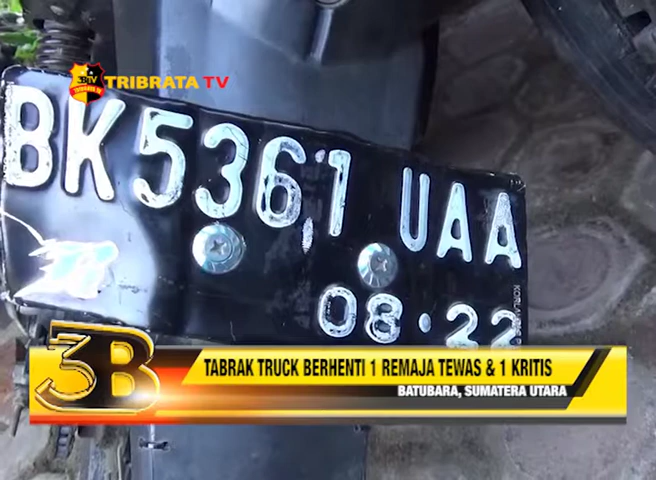 TRIBRATA TV
BK 5361 UAA
08·22
3B
TABRAK TRUCK BERHENTI 1 REMAJA TEWAS & 1 KRITIS
BATUBARA, SUMATERA UTARA